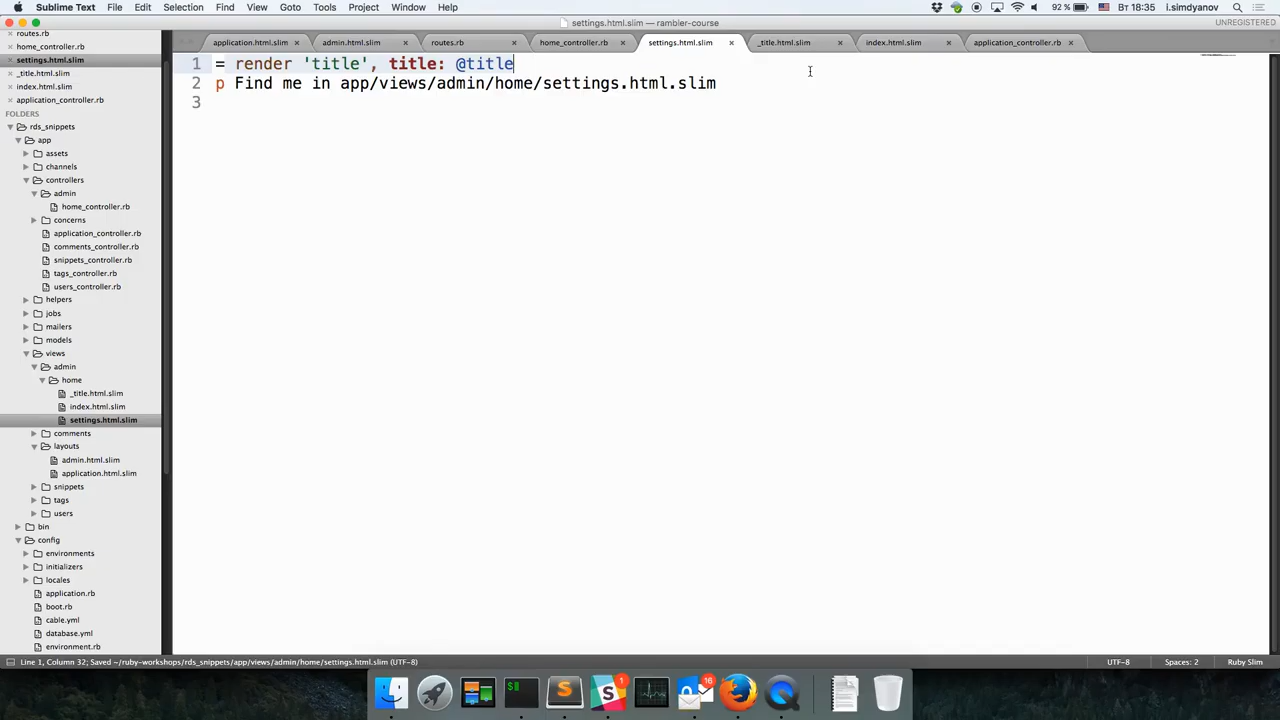 Sublime Text File Edit Selection Find View Goto Tools Project Window Help 92 % Вт 18:35 i.simdyanov
settings.html.slim — rambler-course UNREGISTERED
application.html.slim admin.html.slim routes.rb home_controller.rb settings.html.slim _title.html.slim index.html.slim application_controller.rb
routes.rb
home_controller.rb
settings.html.slim
_title.html.slim
index.html.slim
application_controller.rb
FOLDERS
rds_snippets
app
assets
channels
controllers
admin
home_controller.rb
concerns
application_controller.rb
comments_controller.rb
snippets_controller.rb
tags_controller.rb
users_controller.rb
helpers
jobs
mailers
models
views
admin
home
_title.html.slim
index.html.slim
settings.html.slim
comments
layouts
admin.html.slim
application.html.slim
snippets
tags
users
bin
config
environments
initializers
locales
application.rb
boot.rb
cable.yml
database.yml
environment.rb
1 = render 'title', title: @title
2 p Find me in app/views/admin/home/settings.html.slim
3
Line 1, Column 32; Saved ~/ruby-workshops/rds_snippets/app/views/admin/home/settings.html.slim (UTF-8) UTF-8 Spaces: 2 Ruby Slim
1 16